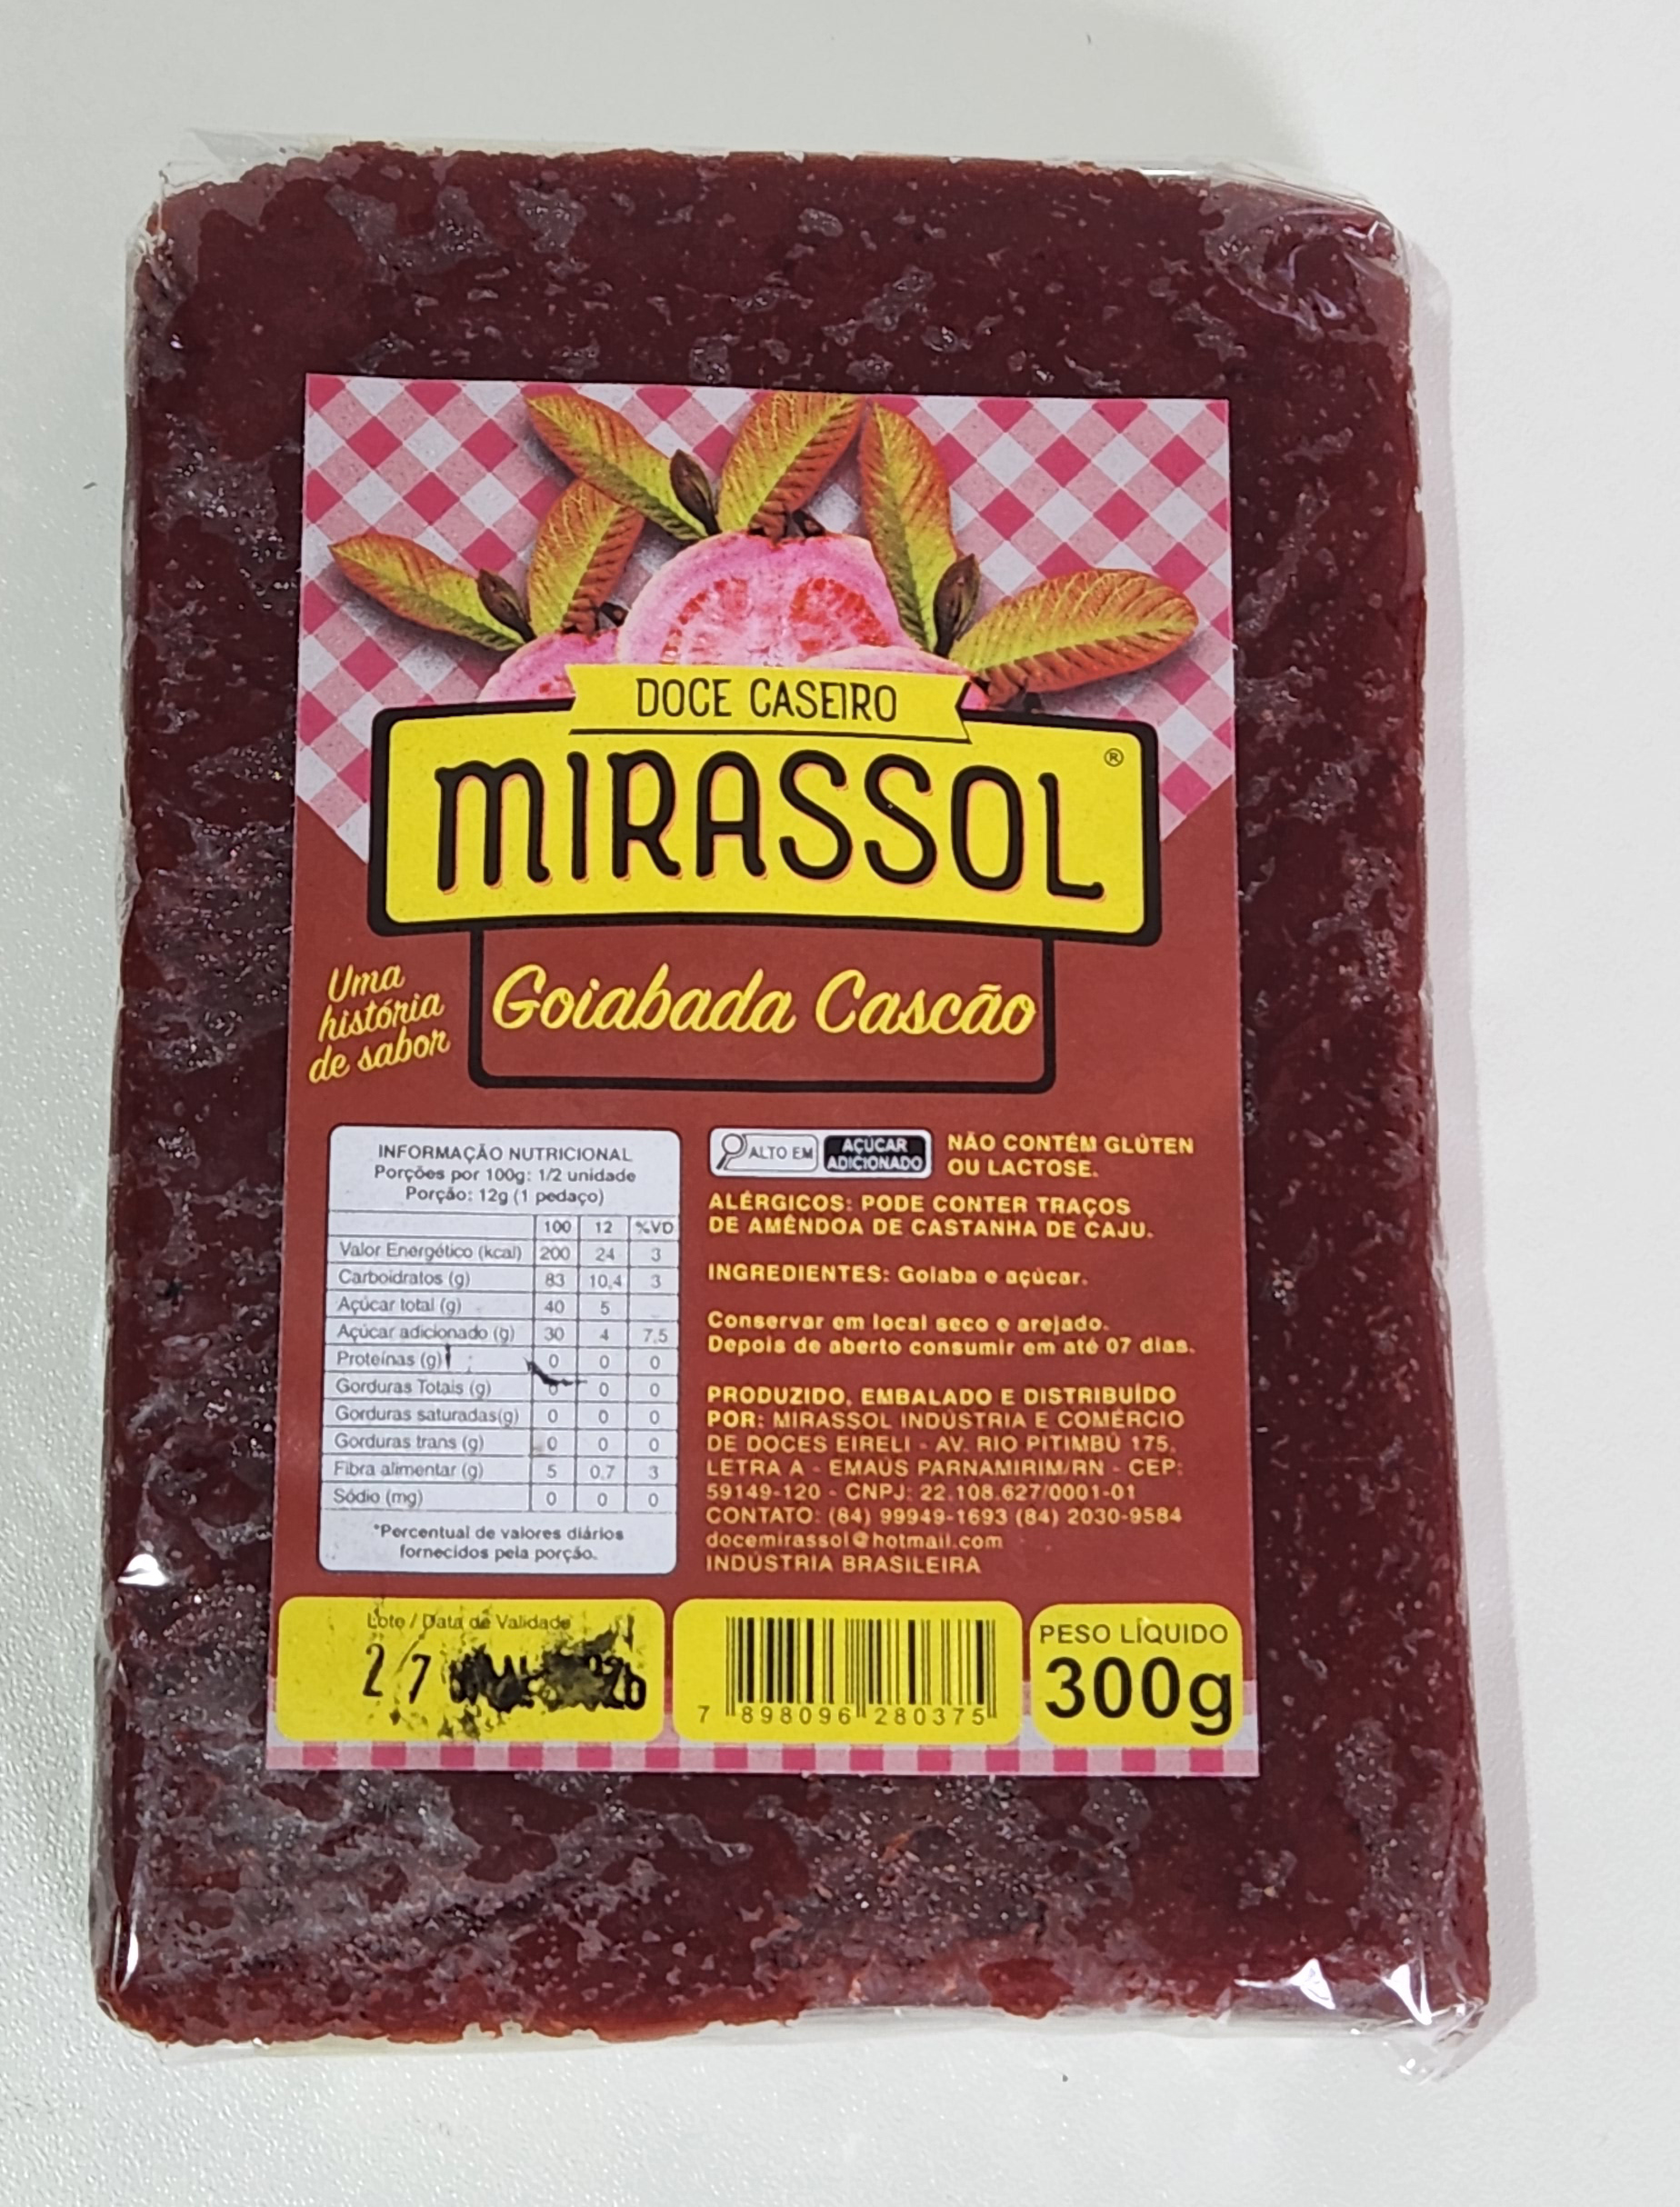 DOCE CASEIRO
MIRASSOL
®
Goiabada Cascão
Uma
história
de sabor
INFORMAÇÃO NUTRICIONAL
Porções por 100g: 1/2 unidade
Porção: 12g (1 pedaço)
100 12 %VD
Valor Energético (kcal) 200 24 3
Carboidratos (g) 83 10,4 3
Açúcar total (g) 40 5
Açúcar adicionado (g) 30 4 7,5
Proteínas (g) 0 0 0
Gorduras Totais (g) 0 0 0
Gorduras saturadas(g) 0 0 0
Gorduras trans (g) 0 0 0
Fibra alimentar (g) 5 0,7 3
Sódio (mg) 0 0 0
*Percentual de valores diários
fornecidos pela porção.
ALTO EM AÇÚCAR
ADICIONADO
NÃO CONTÉM GLÚTEN
OU LACTOSE.
ALÉRGICOS: PODE CONTER TRAÇOS
DE AMÊNDOA DE CASTANHA DE CAJU.
INGREDIENTES: Goiaba e açúcar.
Conservar em local seco e arejado.
Depois de aberto consumir em até 07 dias.
PRODUZIDO, EMBALADO E DISTRIBUÍDO
POR: MIRASSOL INDÚSTRIA E COMÉRCIO
DE DOCES EIRELI - AV. RIO PITIMBÚ 175,
LETRA A - EMAÚS PARNAMIRIM/RN - CEP:
59149-120 - CNPJ: 22.108.627/0001-01
CONTATO: (84) 99949-1693 (84) 2030-9584
docemirassol@hotmail.com
INDÚSTRIA BRASILEIRA
Lote / Data de Validade
27
7 898096 280375
PESO LÍQUIDO
300g